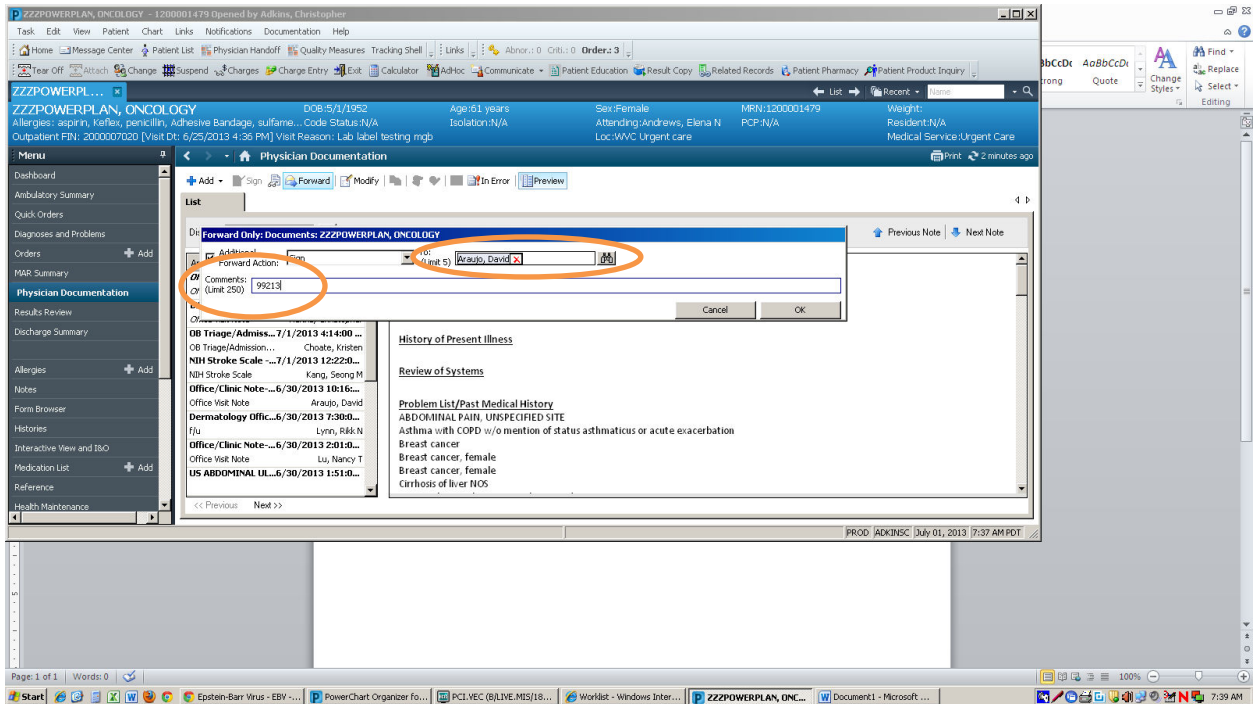 ZZZPOWERPLAN, ONCOLOGY - 1200001479 Opened by Adkins, Christopher
Task Edit View Patient Chart Links Notifications Documentation Help
Home Message Center Patient List Physician Handoff Quality Measures Tracking Shell Links Abnor.: 0 Criti.: 0 Order.: 3
Tear Off Attach Change Suspend Charges Charge Entry Exit Calculator AdHoc Communicate Patient Education Result Copy Related Records Patient Pharmacy Patient Product Inquiry
ZZZPOWERPL... List Recent Name
ZZZPOWERPLAN, ONCOLOGY DOB:5/1/1952 Age:61 years Sex:Female MRN:1200001479 Weight:
Allergies: aspirin, Keflex, penicillin, Adhesive Bandage, sulfame... Code Status:N/A Isolation:N/A Attending:Andrews, Elena N PCP:N/A Resident:N/A
Outpatient FIN: 2000007020 [Visit Dt: 6/25/2013 4:36 PM] Visit Reason: Lab label testing mgb Loc:WVC Urgent care Medical Service:Urgent Care
Menu
Physician Documentation
Print 2 minutes ago
Dashboard
Ambulatory Summary
Quick Orders
Diagnoses and Problems
Orders Add
MAR Summary
Physician Documentation
Results Review
Discharge Summary
Allergies Add
Notes
Form Browser
Histories
Interactive View and I&O
Medication List Add
Reference
Health Maintenance
Add Sign Forward Modify In Error Preview
List
Previous Note Next Note
Forward Only: Documents: ZZZPOWERPLAN, ONCOLOGY
Additional
Forward Action: Sign
To:
(Limit 5) Araujo, David
Comments:
(Limit 250) 99213
Cancel OK
OB Triage/Admiss...7/1/2013 4:14:00 ...
OB Triage/Admission... Choate, Kristen
NIH Stroke Scale -...7/1/2013 12:22:0...
NIH Stroke Scale Kang, Seong M
Office/Clinic Note-...6/30/2013 10:16:...
Office Visit Note Araujo, David
Dermatology Offic...6/30/2013 7:30:0...
f/u Lynn, Rikk N
Office/Clinic Note-...6/30/2013 2:01:0...
Office Visit Note Lu, Nancy T
US ABDOMINAL UL...6/30/2013 1:51:0...
<< Previous Next >>
History of Present Illness
Review of Systems
Problem List/Past Medical History
ABDOMINAL PAIN, UNSPECIFIED SITE
Asthma with COPD w/o mention of status asthmaticus or acute exacerbation
Breast cancer
Breast cancer, female
Breast cancer, female
Cirrhosis of liver NOS
PROD ADKINSC July 01, 2013 7:37 AM PDT
AaBbCcDc
Quote
Change
Styles
Find
Replace
Select
Editing
Page: 1 of 1 Words: 0 100%
Start Epstein-Barr Virus - EBV -... PowerChart Organizer fo... PCI.VEC (B/LIVE.MIS/18... Worklist - Windows Inter... ZZZPOWERPLAN, ONC... Document1 - Microsoft ... 7:39 AM